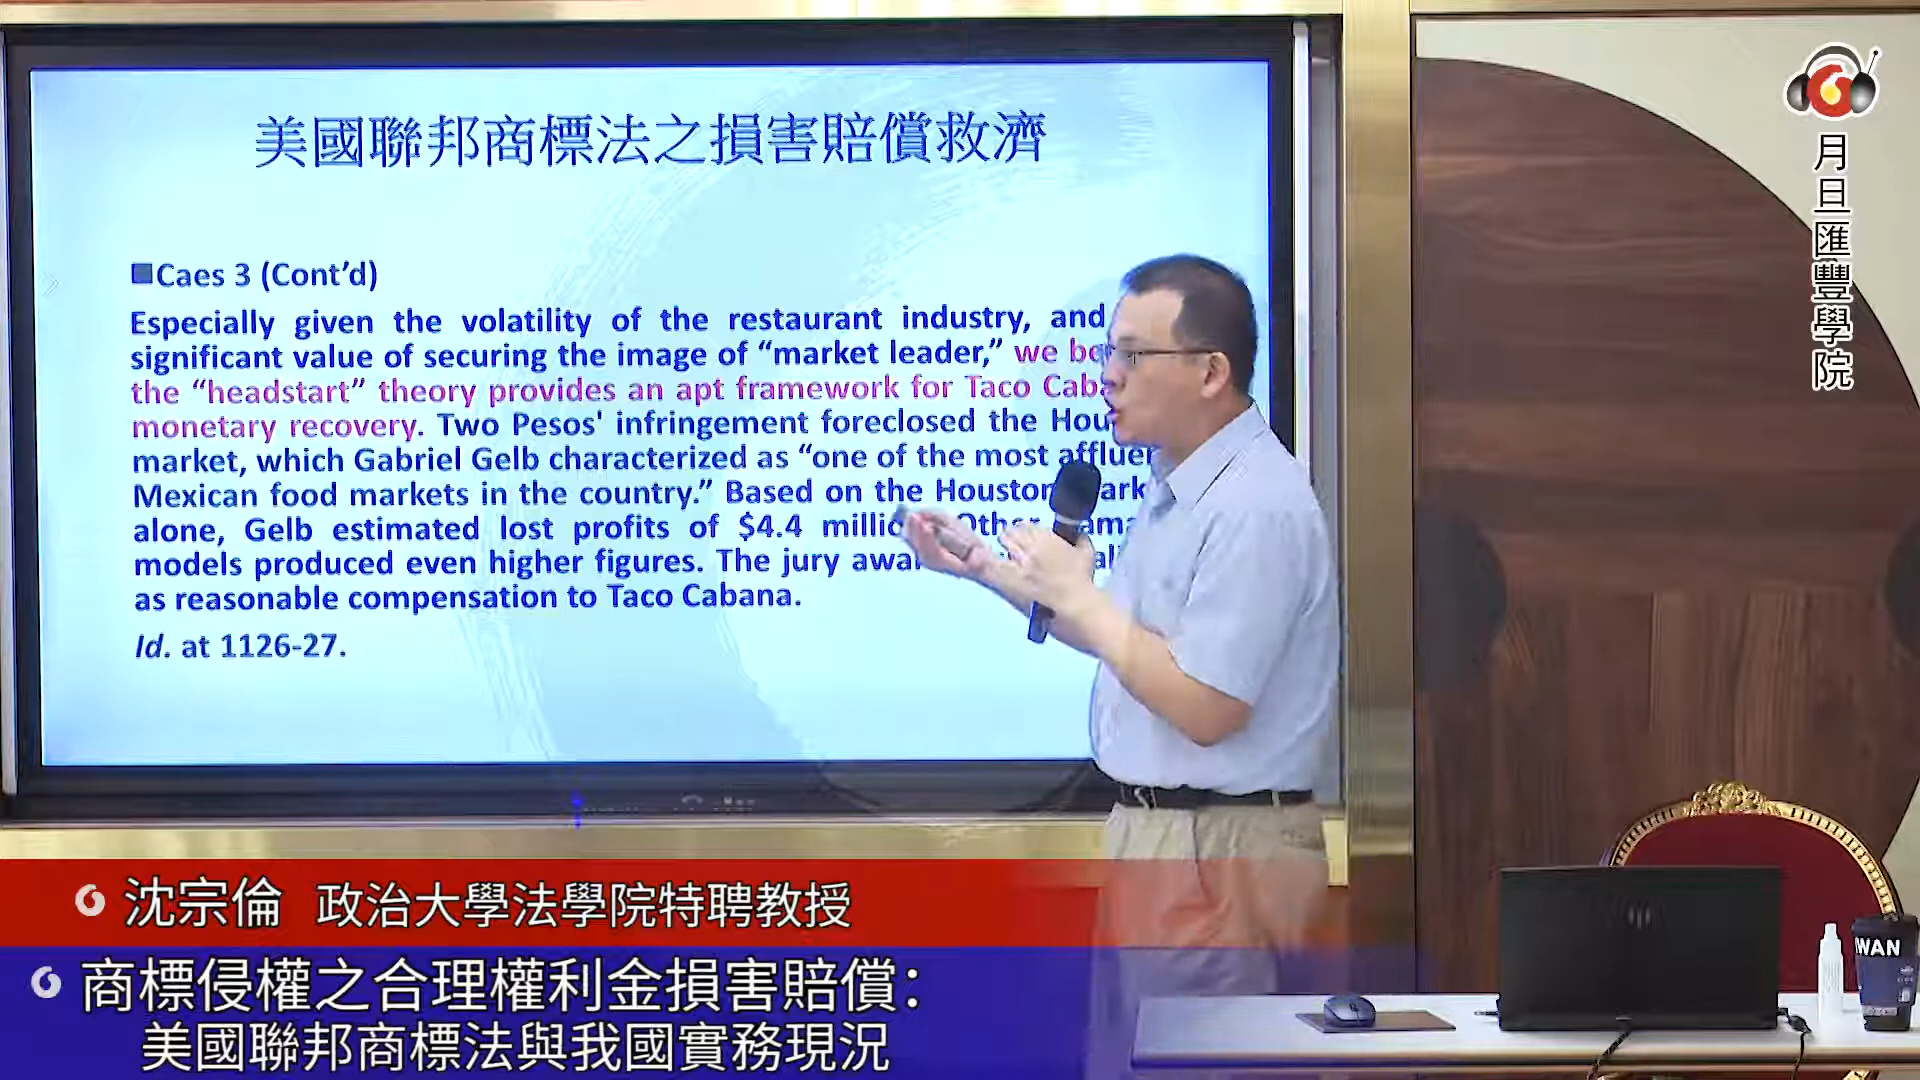 美國聯邦商標法之損害賠償救濟
Caes 3 (Cont’d)
Especially given the volatility of the restaurant industry, and
significant value of securing the image of “market leader,” we
the “headstart” theory provides an apt framework for Taco
monetary recovery. Two Pesos' infringement foreclosed the
market, which Gabriel Gelb characterized as “one of the most
Mexican food markets in the country.” Based on the Houston
alone, Gelb estimated lost profits of $4.4
models produced even higher figures. The jury
as reasonable compensation to Taco Cabana.
Id. at 1126-27.
月旦匯豐學院
WAN
沈宗倫 政治大學法學院特聘教授
商標侵權之合理權利金損害賠償：
美國聯邦商標法與我國實務現況